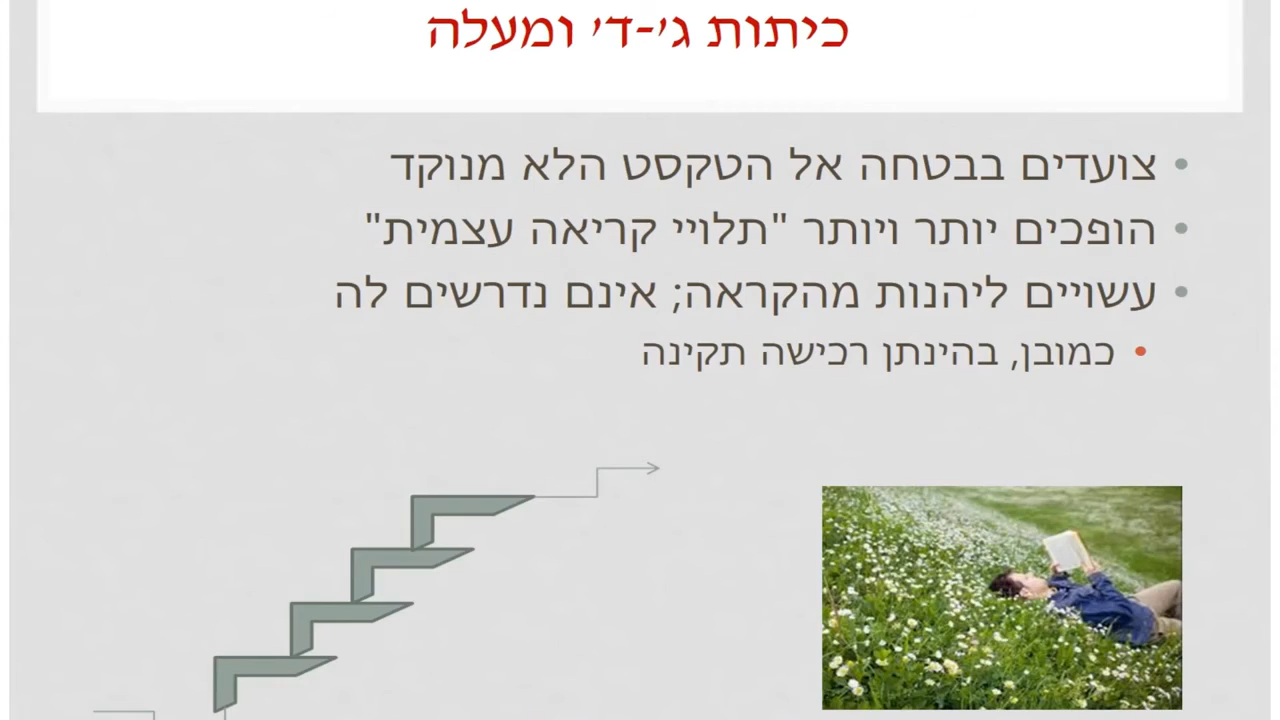 כיתות ג'-ד' ומעלה
צועדים בבטחה אל הטקסט הלא מנוקד
הופכים יותר ויותר "תלויי קריאה עצמית"
עשויים ליהנות מהקראה; אינם נדרשים לה
כמובן, בהינתן רכישה תקינה